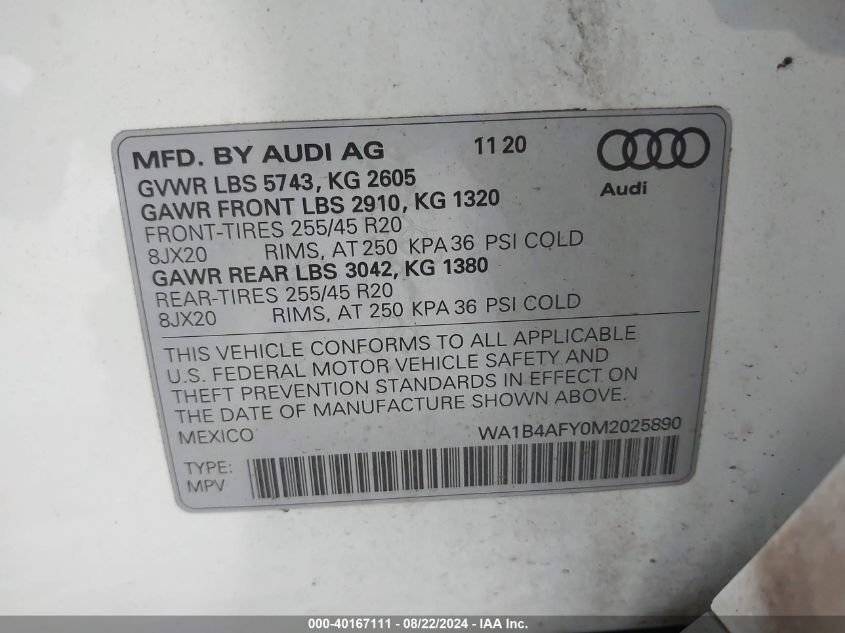 MFD. BY AUDI AG 11 20
Audi
GVWR LBS 5743, KG 2605
GAWR FRONT LBS 2910, KG 1320
FRONT-TIRES 255/45 R20
8JX20 RIMS, AT 250 KPA 36 PSI COLD
GAWR REAR LBS 3042, KG 1380
REAR-TIRES 255/45 R20
8JX20 RIMS, AT 250 KPA 36 PSI COLD
THIS VEHICLE CONFORMS TO ALL APPLICABLE
U.S. FEDERAL MOTOR VEHICLE SAFETY AND
THEFT PREVENTION STANDARDS IN EFFECT ON
THE DATE OF MANUFACTURE SHOWN ABOVE.
MEXICO WA1B4AFY0M2025890
TYPE:
MPV
000-40167111 - 08/22/2024 - IAA Inc.